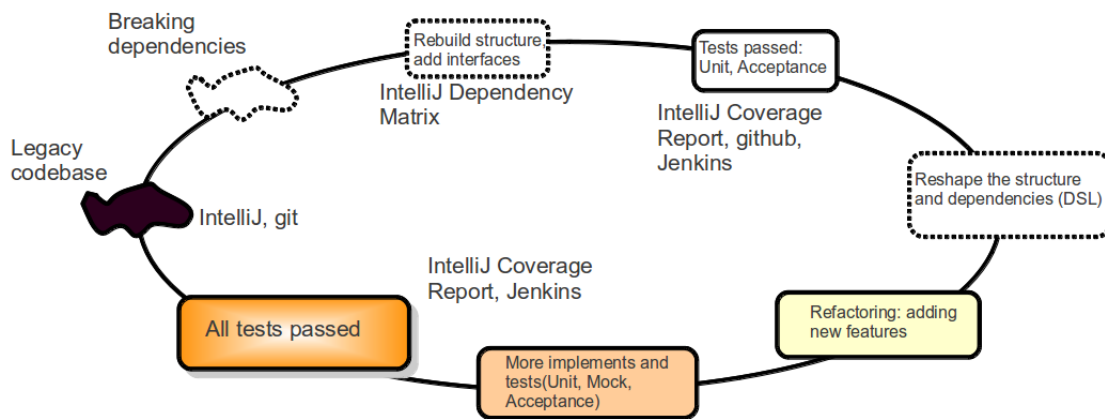 Breaking
dependencies
Rebuild structure,
add interfaces
IntelliJ Dependency
Matrix
Tests passed:
Unit, Acceptance
IntelliJ Coverage
Report, github,
Jenkins
Reshape the structure
and dependencies (DSL)
Legacy
codebase
IntelliJ, git
IntelliJ Coverage
Report, Jenkins
Refactoring: adding
new features
All tests passed
More implements and
tests(Unit, Mock,
Acceptance)